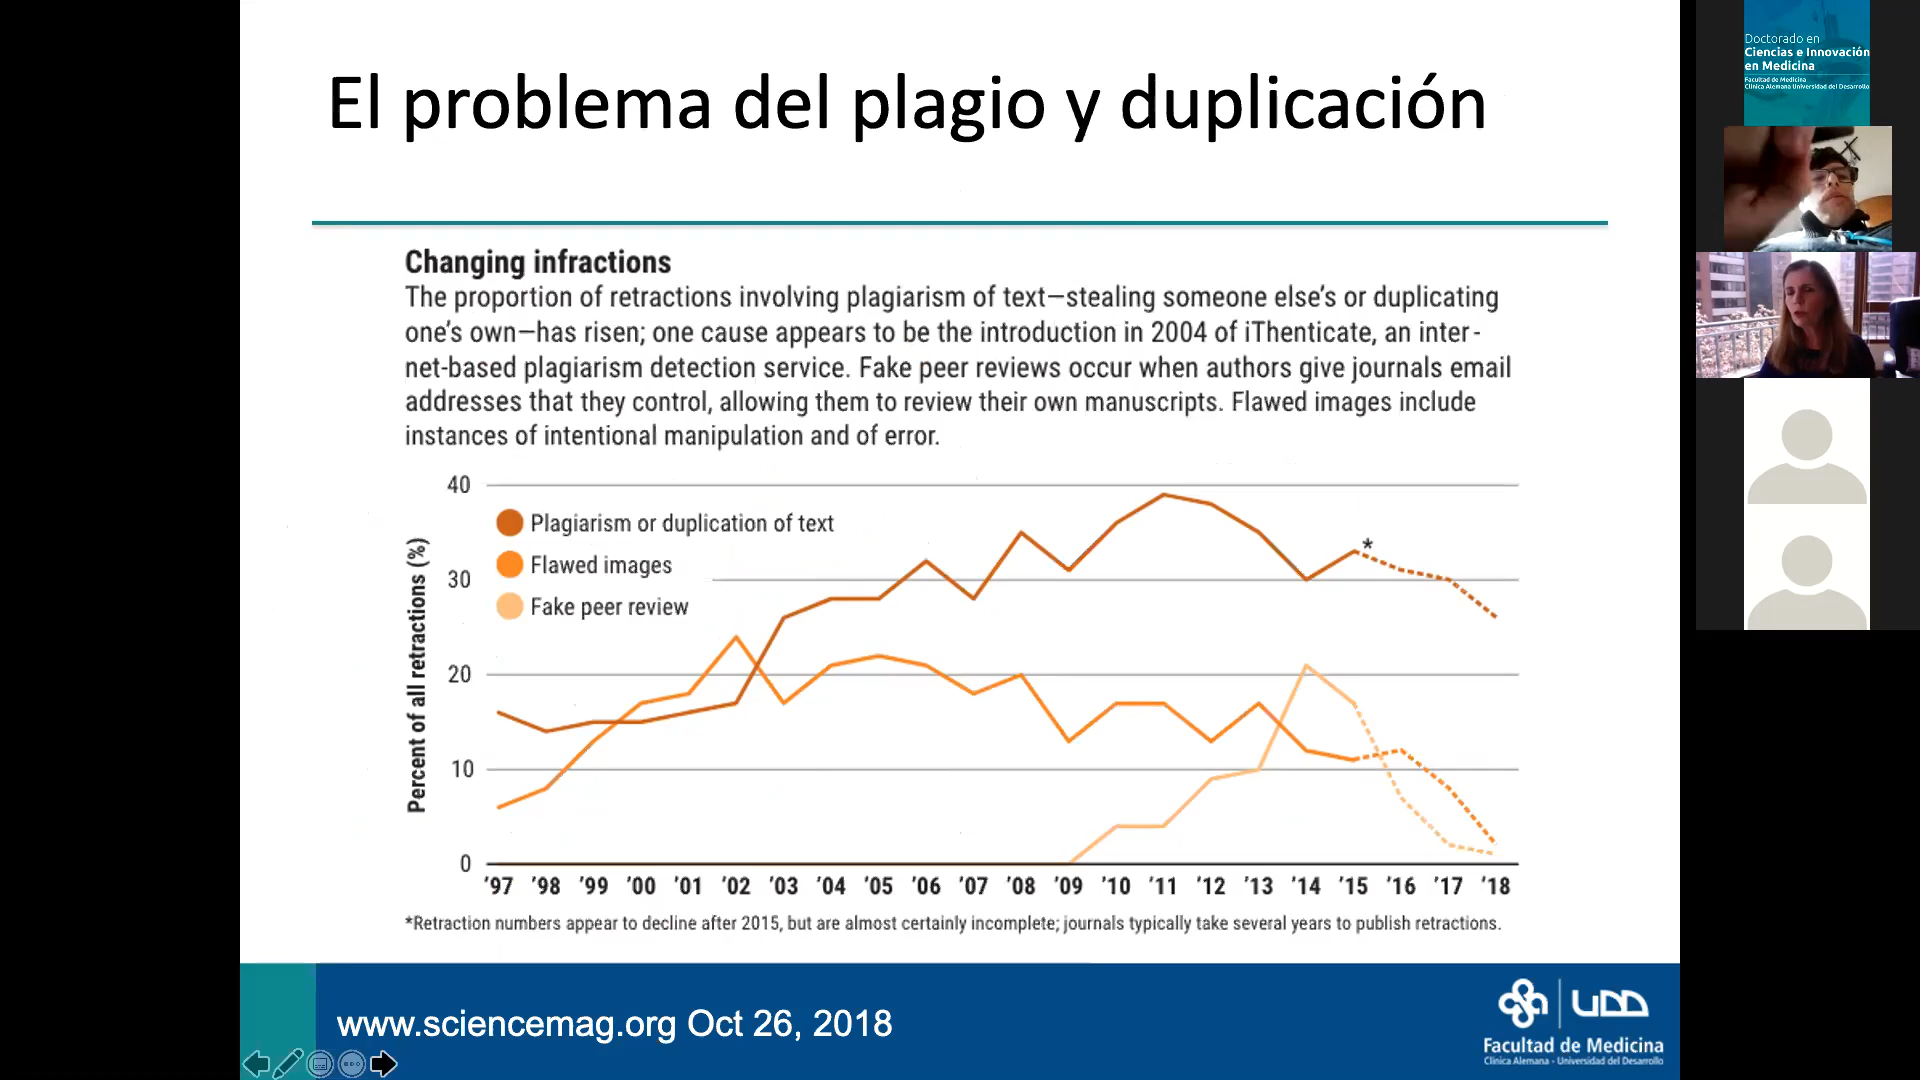 El problema del plagio y duplicación
Changing infractions
The proportion of retractions involving plagiarism of text—stealing someone else's or duplicating
one's own—has risen; one cause appears to be the introduction in 2004 of iThenticate, an inter-
net-based plagiarism detection service. Fake peer reviews occur when authors give journals email
addresses that they control, allowing them to review their own manuscripts. Flawed images include
instances of intentional manipulation and of error.
Percent of all retractions (%)
40
30
20
10
0
Plagiarism or duplication of text
Flawed images
Fake peer review
*
'97 '98 '99 '00 '01 '02 '03 '04 '05 '06 '07 '08 '09 '10 '11 '12 '13 '14 '15 '16 '17 '18
*Retraction numbers appear to decline after 2015, but are almost certainly incomplete; journals typically take several years to publish retractions.
www.sciencemag.org Oct 26, 2018
UDD
Facultad de Medicina
Clínica Alemana - Universidad del Desarrollo
Doctorado en
Ciencias e Innovación
en Medicina
Facultad de Medicina
Clínica Alemana Universidad del Desarrollo